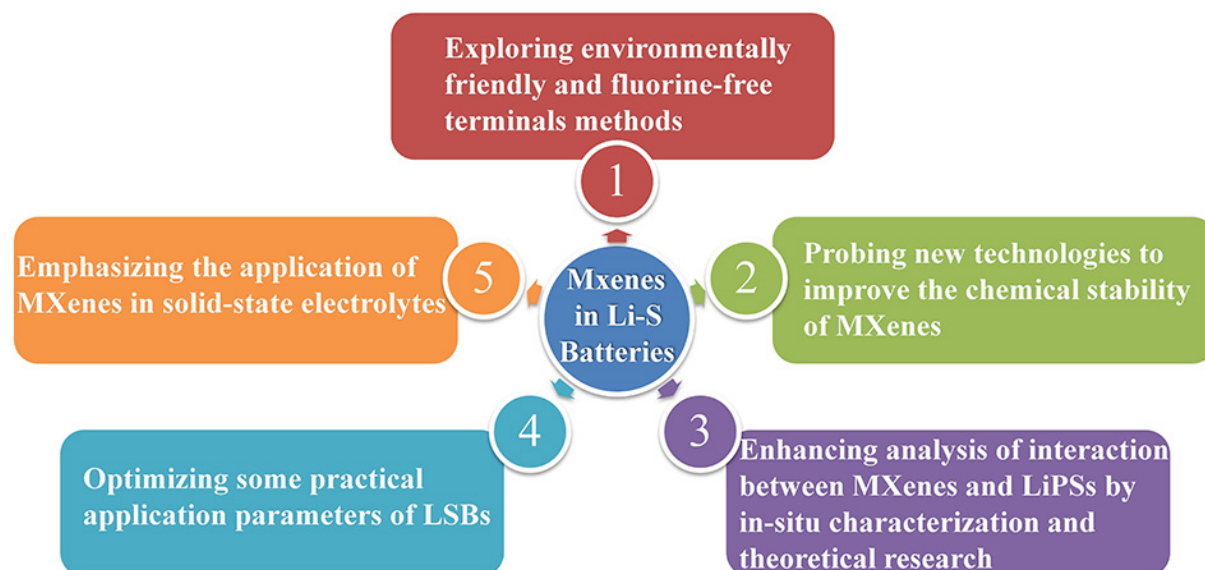 Exploring environmentally
friendly and fluorine-free
terminals methods
1
Mxenes
in Li-S
Batteries
2
Probing new technologies to
improve the chemical stability
of MXenes
3
Enhancing analysis of interaction
between MXenes and LiPSs by
in-situ characterization and
theoretical research
4
Optimizing some practical
application parameters of LSBs
5
Emphasizing the application of
MXenes in solid-state electrolytes